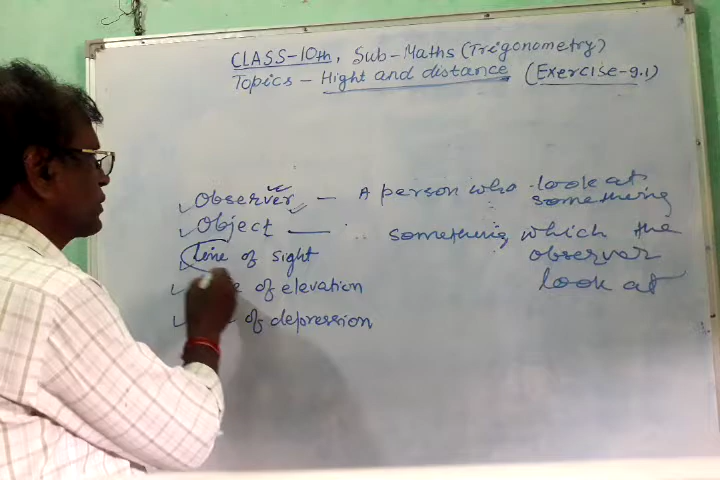 CLASS-10th, Sub-Maths (Trigonometry)
Topics - Hight and distance (Exercise-9.1)
Observer — A person who look at something
Object — something which the observer look at
line of sight
of elevation
of depression